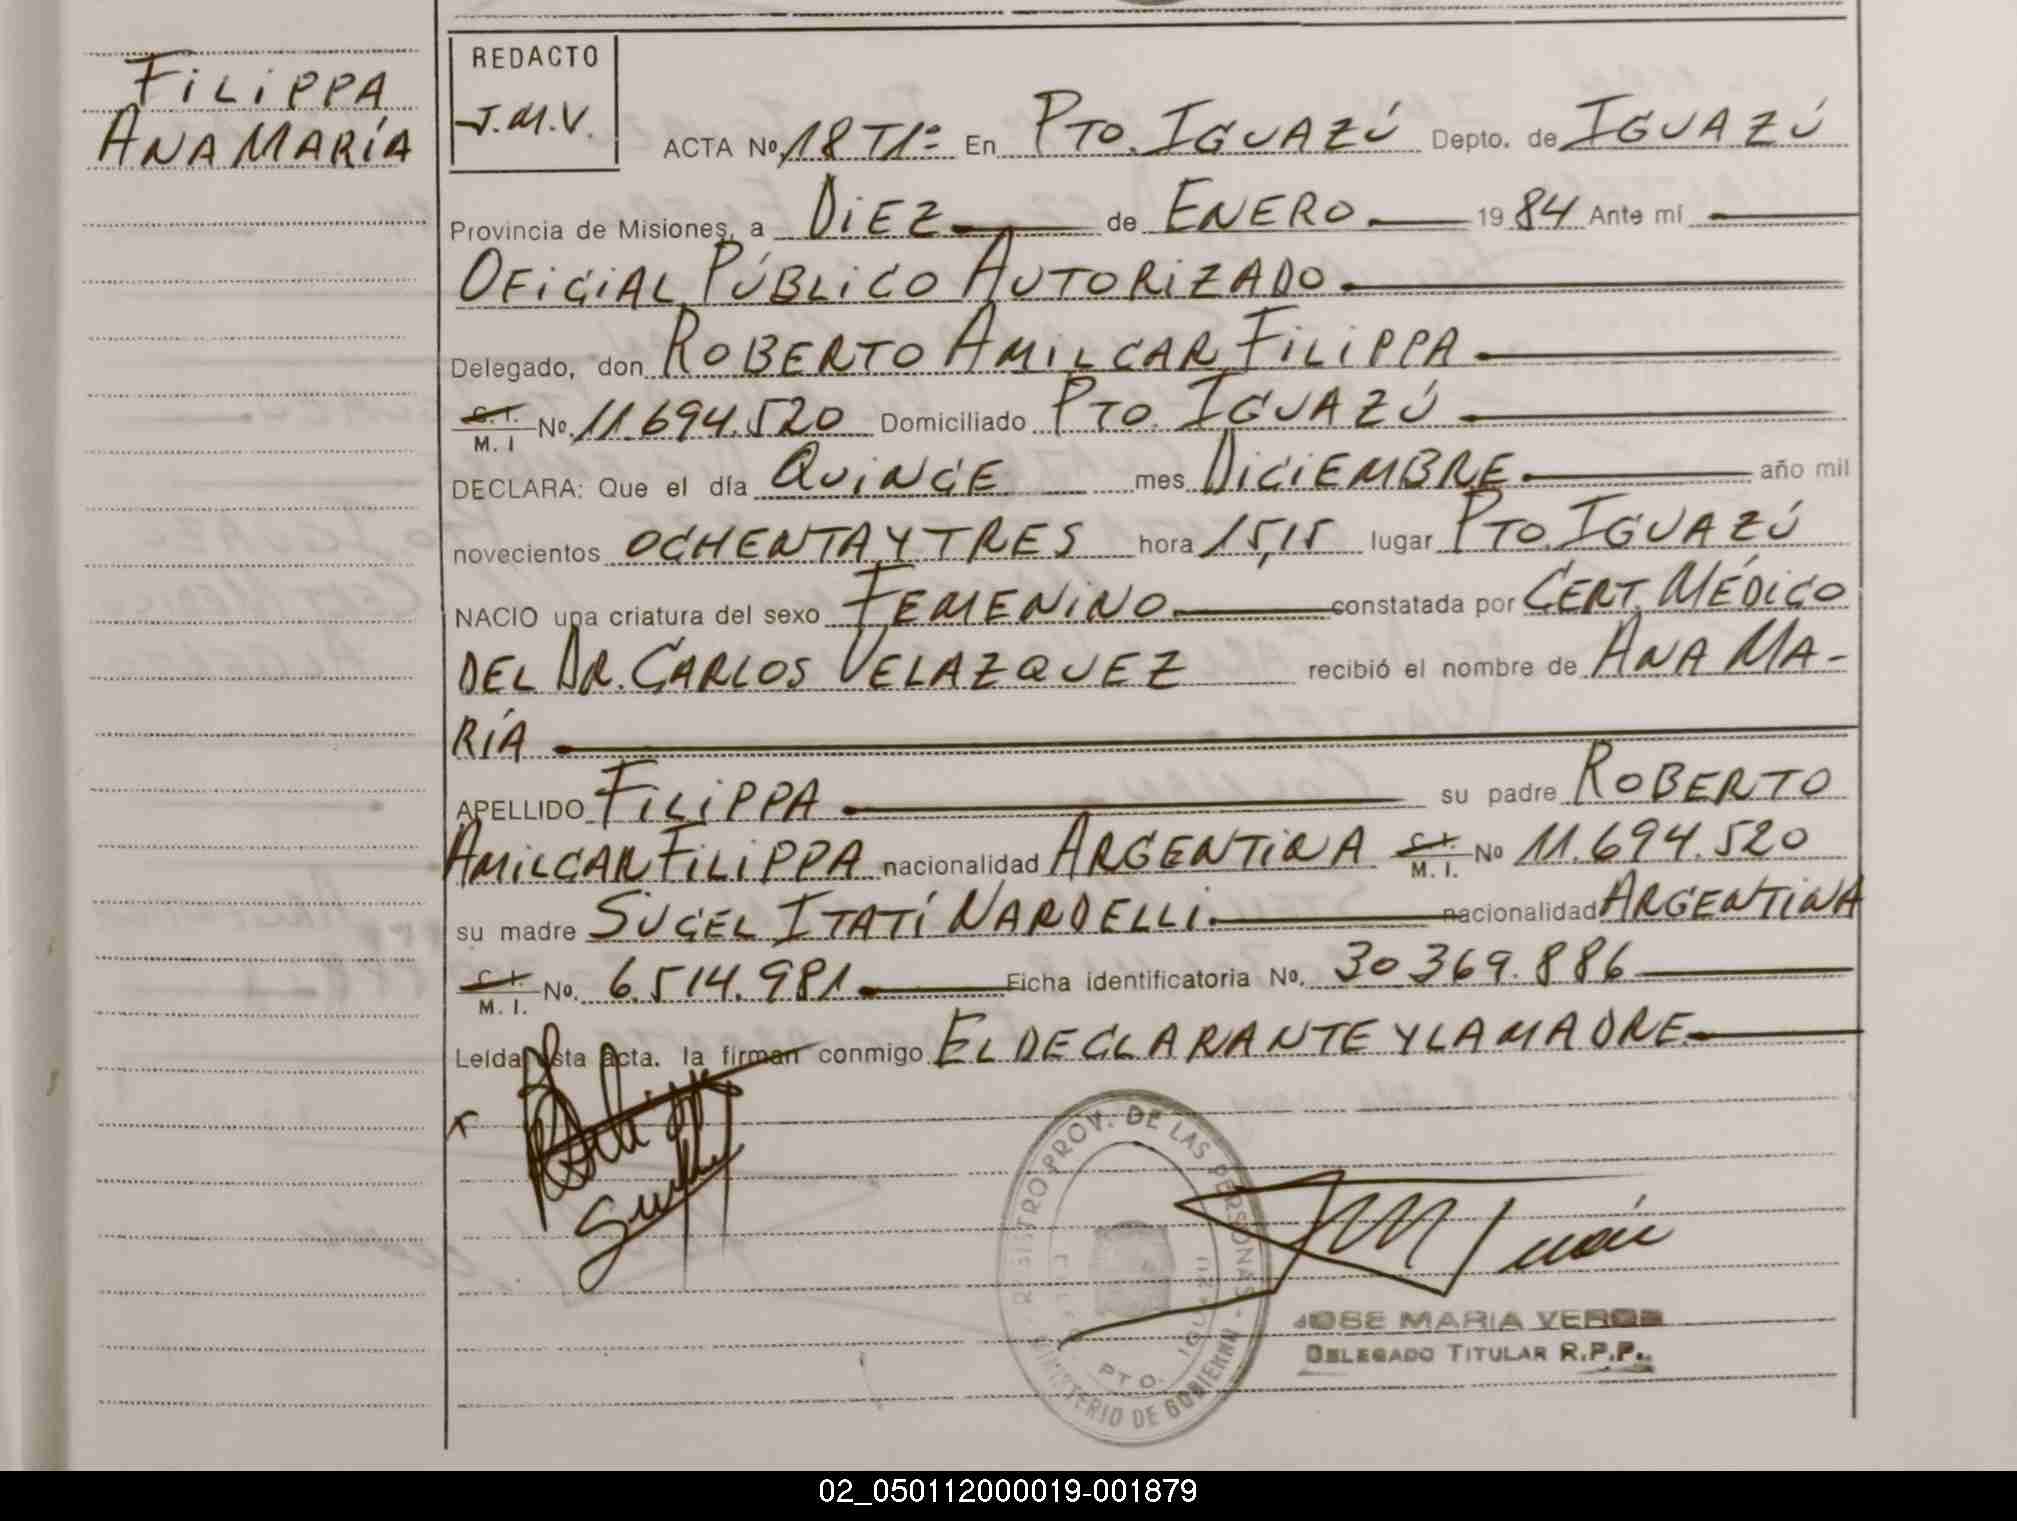 FILIPPA
ANA MARÍA
REDACTO
J.M.V.
ACTA Nº 18 T1º En PTO. IGUAZÚ Depto. de IGUAZÚ
Provincia de Misiones, a DIEZ de ENERO 1984 Ante mí
OFICIAL PÚBLICO AUTORIZADO
Delegado, don ROBERTO AMILCAR FILIPPA
C. I. M. I Nº. 11.694.520 Domiciliado PTO. IGUAZÚ
DECLARA: Que el día QUINCE mes DICIEMBRE año mil
novecientos OCHENTA Y TRES hora 15,15 lugar PTO. IGUAZÚ
NACIO una criatura del sexo FEMENINO constatada por CERT. MÉDICO
DEL DR. CARLOS VELAZQUEZ recibió el nombre de ANA MA-
RÍA
APELLIDO FILIPPA su padre ROBERTO
AMILCAR FILIPPA nacionalidad ARGENTINA C. I. M. I. Nº 11.694.520
su madre SUGEL ITATÍ NARDELLI. nacionalidad ARGENTINA
C. I. M. I. Nº. 6.514.981 Ficha identificatoria Nº. 30 369.886
Leída esta acta. la firman conmigo EL DECLARANTE Y LA MADRE
REGISTRO PROV. DE LAS PERSONAS - MINISTERIO DE GOBIERNO
PTO. IGUAZU
JOSE MARIA VERON
DELEGADO TITULAR R.P.P.
02_050112000019-001879